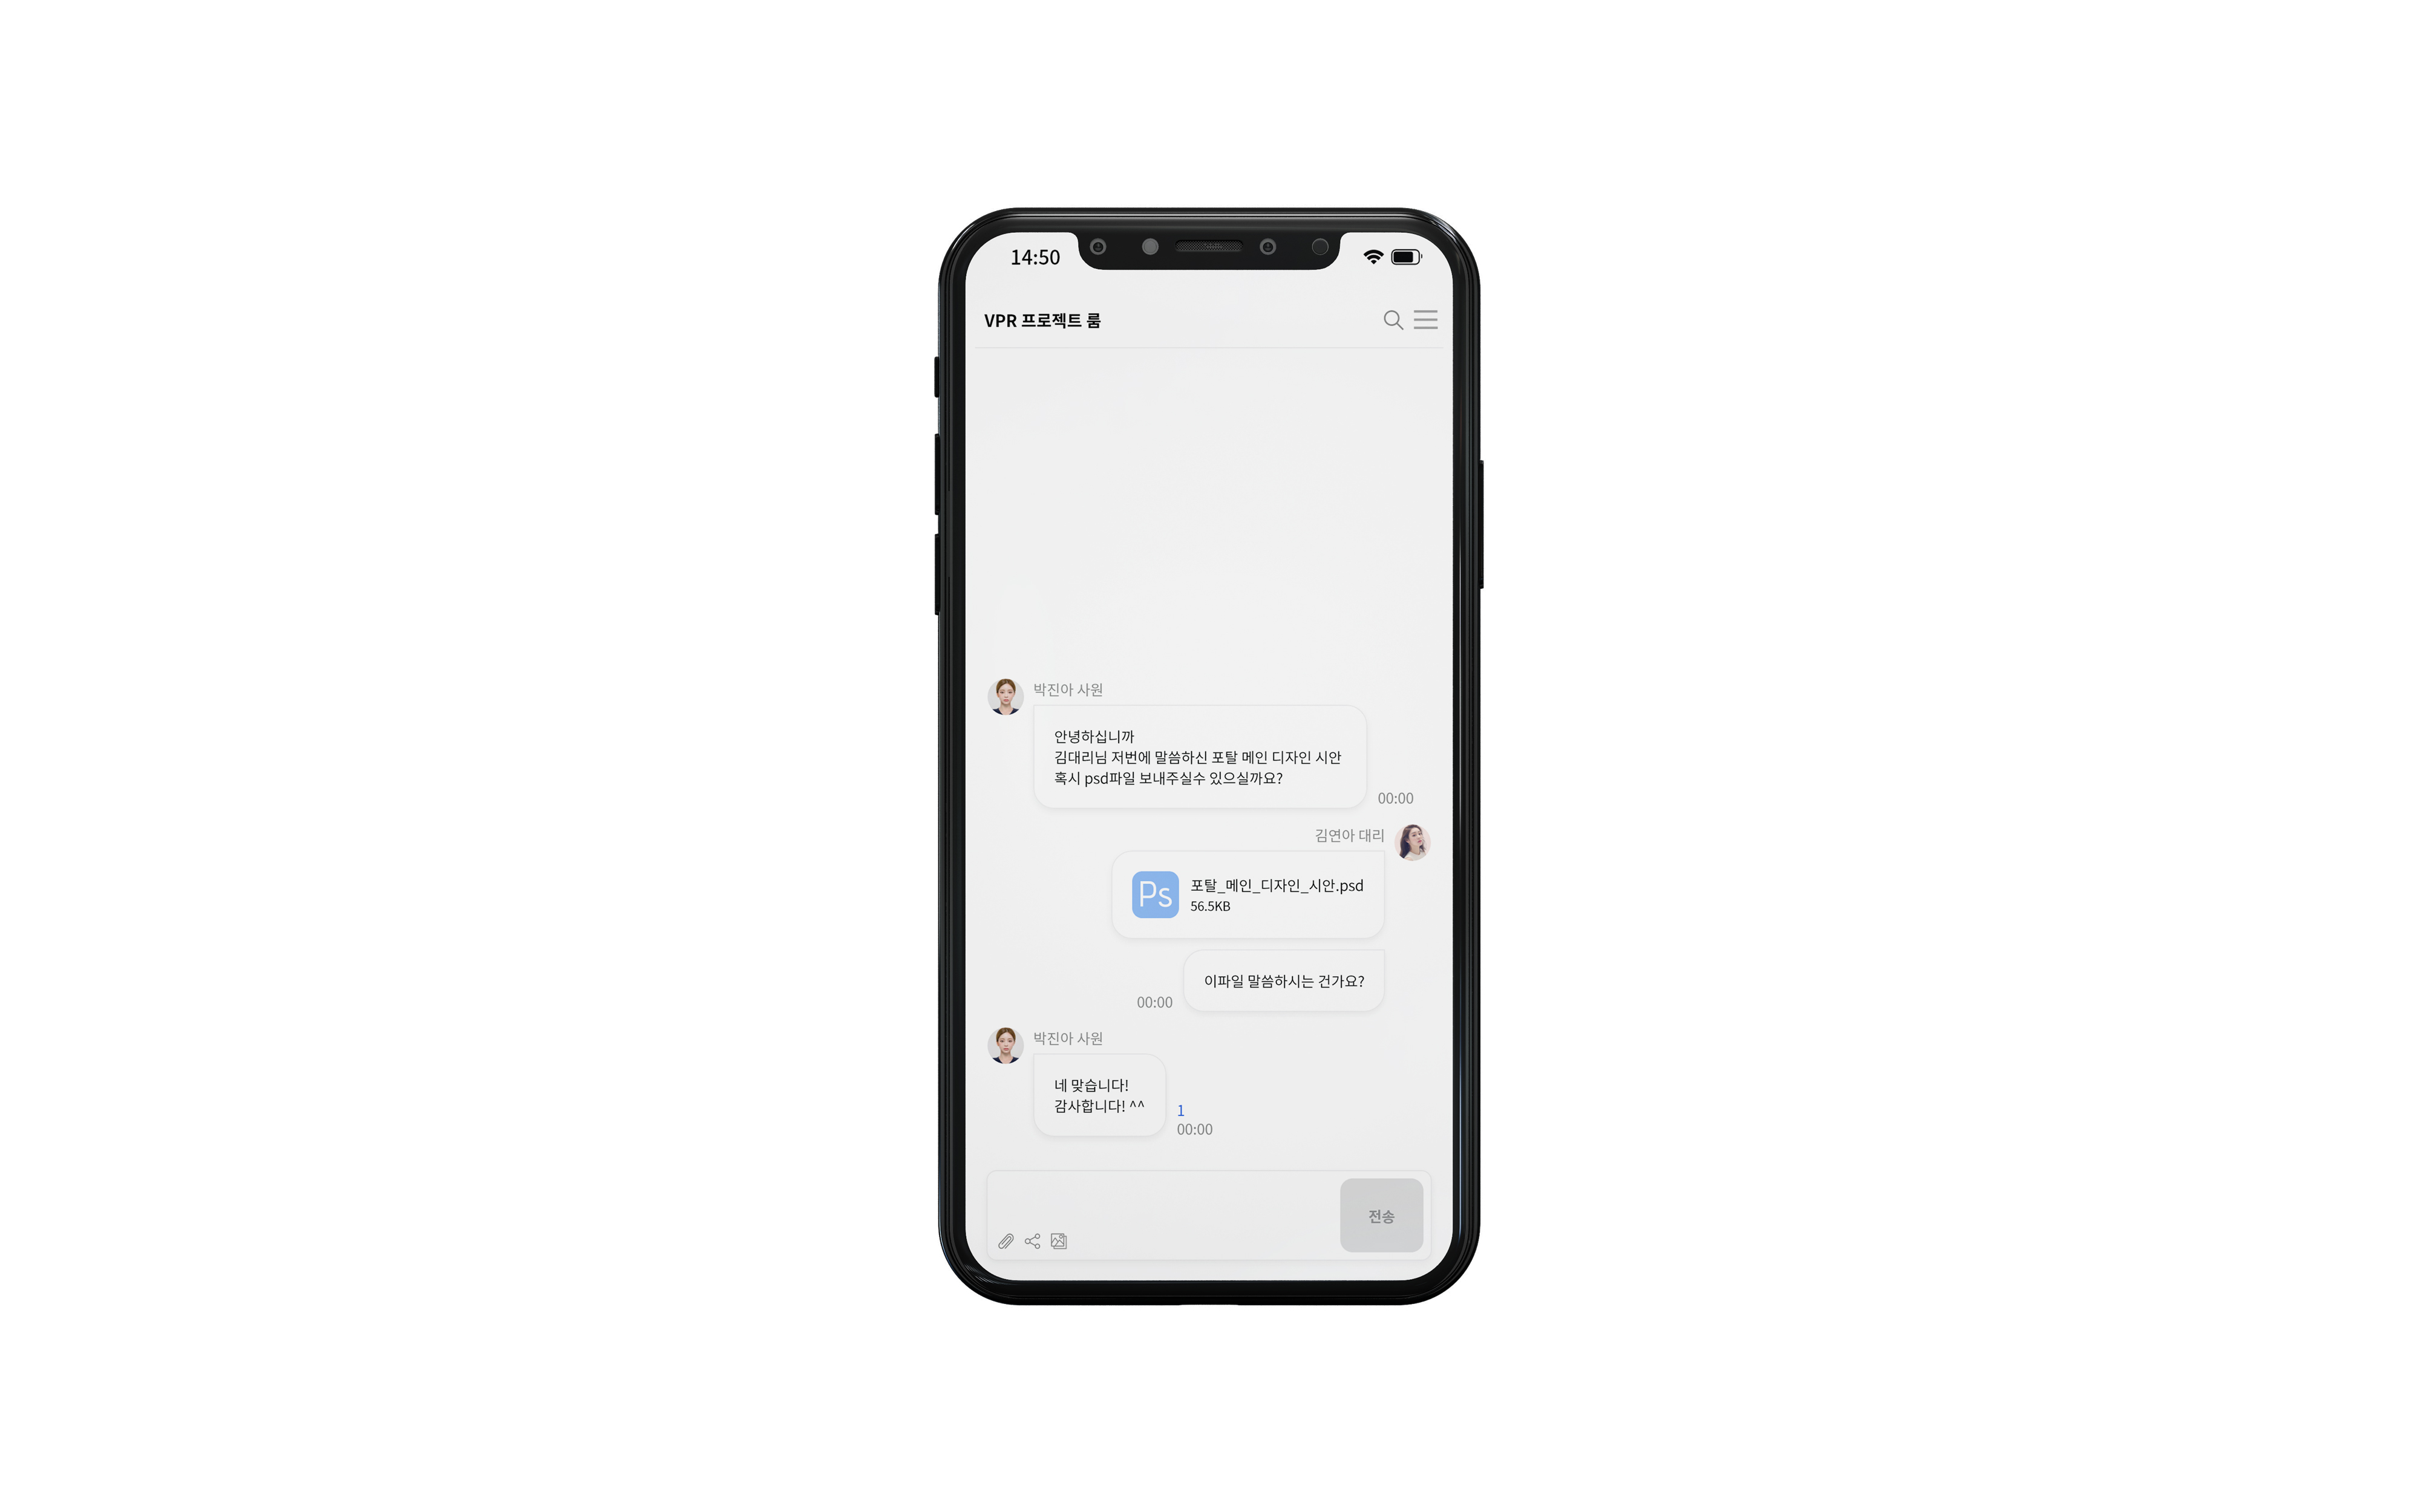 14:50
VPR 프로젝트 룸
박진아 사원
안녕하십니까
김대리님 저번에 말씀하신 포탈 메인 디자인 시안
혹시 psd파일 보내주실수 있으실까요?
00:00
김연아 대리
Ps
포탈_메인_디자인_시안.psd
56.5KB
이파일 말씀하시는 건가요?
00:00
박진아 사원
네 맞습니다!
감사합니다! ^^
1
00:00
전송